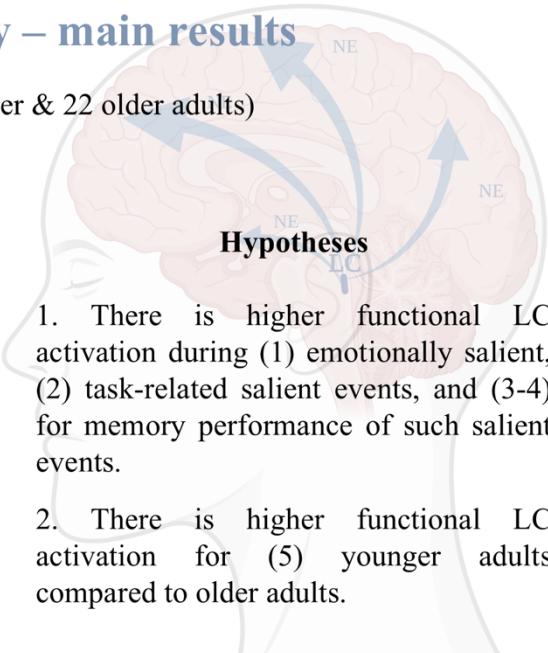 y – main results
NE
er & 22 older adults)
NE
NE
Hypotheses
LC
1. There is higher functional LC
activation during (1) emotionally salient,
(2) task-related salient events, and (3-4)
for memory performance of such salient
events.
2. There is higher functional LC
activation for (5) younger adults
compared to older adults.